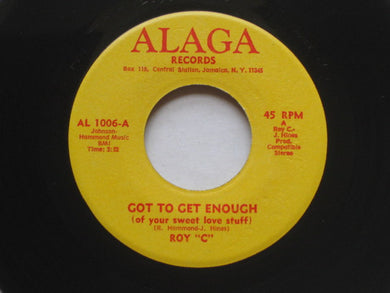 ALAGA
RECORDS
Box 118, Central Station, Jamaica, N. Y. 11345
AL 1006-A
Johnson-
Hammond Music
BMI
Time: 3:12
45 RPM
A
Roy C.-
J. Hines
Prod.
Compatible
Stereo
GOT TO GET ENOUGH
(of your sweet love stuff)
(R. Hammond-J. Hines)
ROY "C"